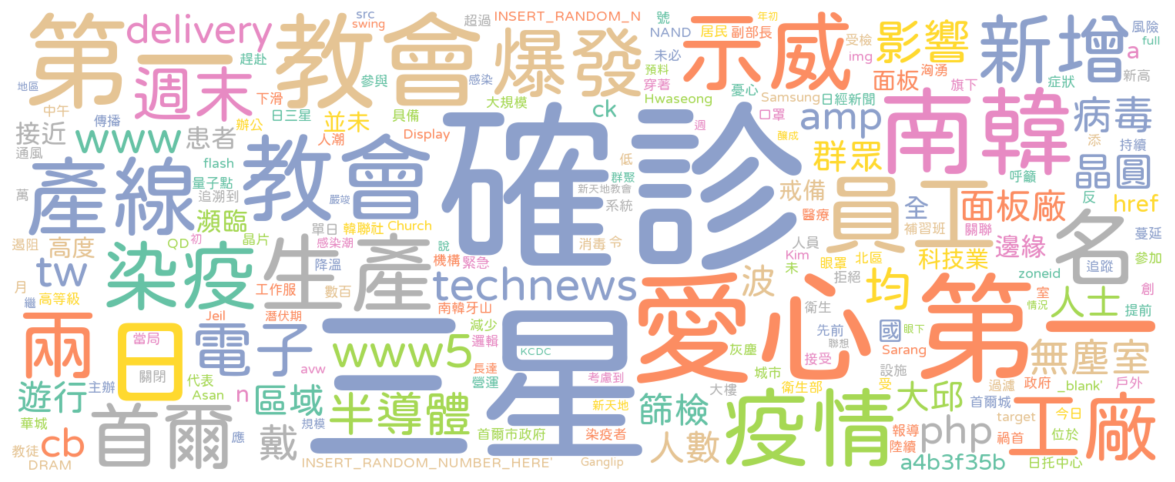 第一
教會
爆發
示威
影響
新增
delivery
src
swing
超過
INSERT_RANDOM_N
號
NAND
居民
年初
副部長
a
風險
full
週末
趕赴
地區
下滑
參與
感染
大規模
未必
預料
穿著
受檢
img
面板
洶湧
旗下
症狀
新高
中午
傳播
辦公
日三星
並未
具備
ck
Hwaseong
憂心
Samsung
日經新聞
www
患者
人潮
Display
週
口罩
釀成
amp
南韓
病毒
接近
通風
flash
確診
群眾
添
持續
產線
量子點
追溯到
教會
嚴峻
低
群聚
新天地教會
系統
戒備
醫療
員工
呼籲
晶圓
萬
瀕臨
QD
初
單日
韓聯社
Church
全
補習班
面板廠
關聯
反
href
遏阻
高度
晶片
感染潮
說
消毒
令
人員
Kim
北區
科技業
邊緣
名
蔓延
染疫
生產
降溫
機構
緊急
未
眼罩
拒絕
zoneid
追蹤
參加
tw
月
繼
高等級
工作服
數百
technews
波
均
第一
室
情況
人士
創
提前
Jeil
潛伏期
南韓牙山
衛生
兩
當局
日
電子
三星
減少
邏輯
www5
KCDC
愛心
灰塵
先前
聯想
國
眼下
Sarang
無塵室
關閉
avw
長達
營運
考慮到
城市
接受
設施
遊行
主辦
代表
Asan
n
區域
規模
半導體
新天地
篩檢
大樓
衛生部
受
大邱
過濾
政府
_blank'
戶外
華城
首爾
應
戴
首爾市政府
染疫者
人數
疫情
首爾城
target
今日
工廠
cb
教徒
DRAM
INSERT_RANDOM_NUMBER_HERE'
Ganglip
php
報導
陸續
禍首
位於
a4b3f35b
日托中心